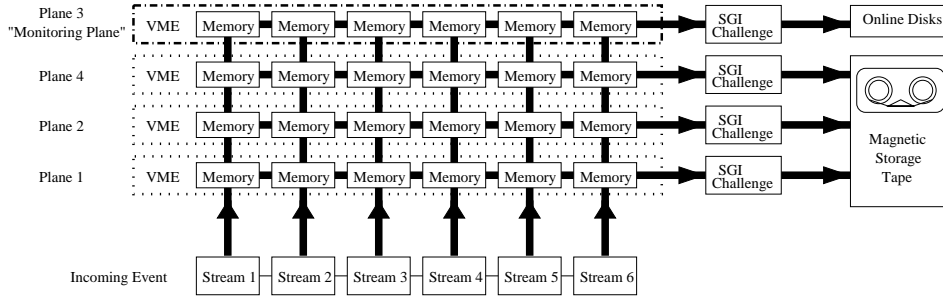 Plane 3
"Monitoring Plane"
VME Memory Memory Memory Memory Memory Memory
SGI
Challenge
Online Disks
Plane 4
VME Memory Memory Memory Memory Memory Memory
SGI
Challenge
Plane 2
VME Memory Memory Memory Memory Memory Memory
SGI
Challenge
Plane 1
VME Memory Memory Memory Memory Memory Memory
SGI
Challenge
Magnetic
Storage
Tape
Incoming Event Stream 1 Stream 2 Stream 3 Stream 4 Stream 5 Stream 6